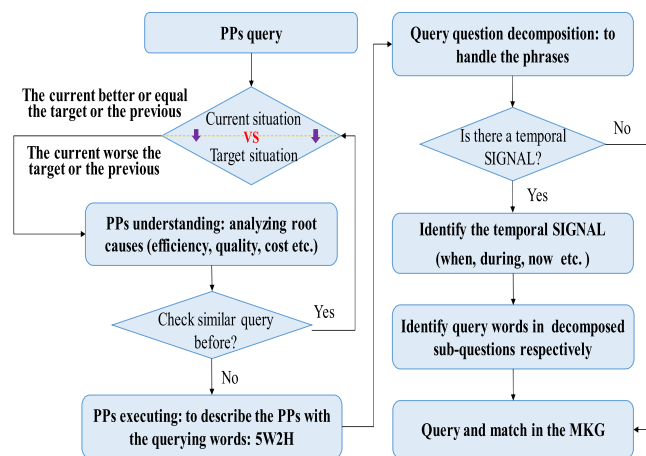 PPs query
The current better or equal
the target or the previous
Current situation
VS
Target situation
The current worse the
target or the previous
PPs understanding: analyzing root
causes (efficiency, quality, cost etc.)
Check similar query
before?
Yes
No
PPs executing: to describe the PPs with
the querying words: 5W2H
Query question decomposition: to
handle the phrases
Is there a temporal
SIGNAL?
No
Yes
Identify the temporal SIGNAL
(when, during, now etc. )
Identify query words in decomposed
sub-questions respectively
Query and match in the MKG